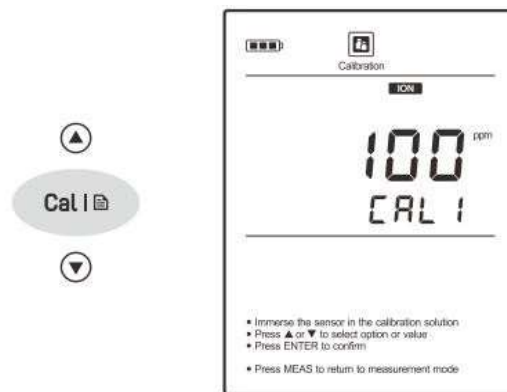 Cal |
Calibration
ION
100 ppm
CAL 1
• Immerse the sensor in the calibration solution
• Press ▲ or ▼ to select option or value
• Press ENTER to confirm
• Press MEAS to return to measurement mode